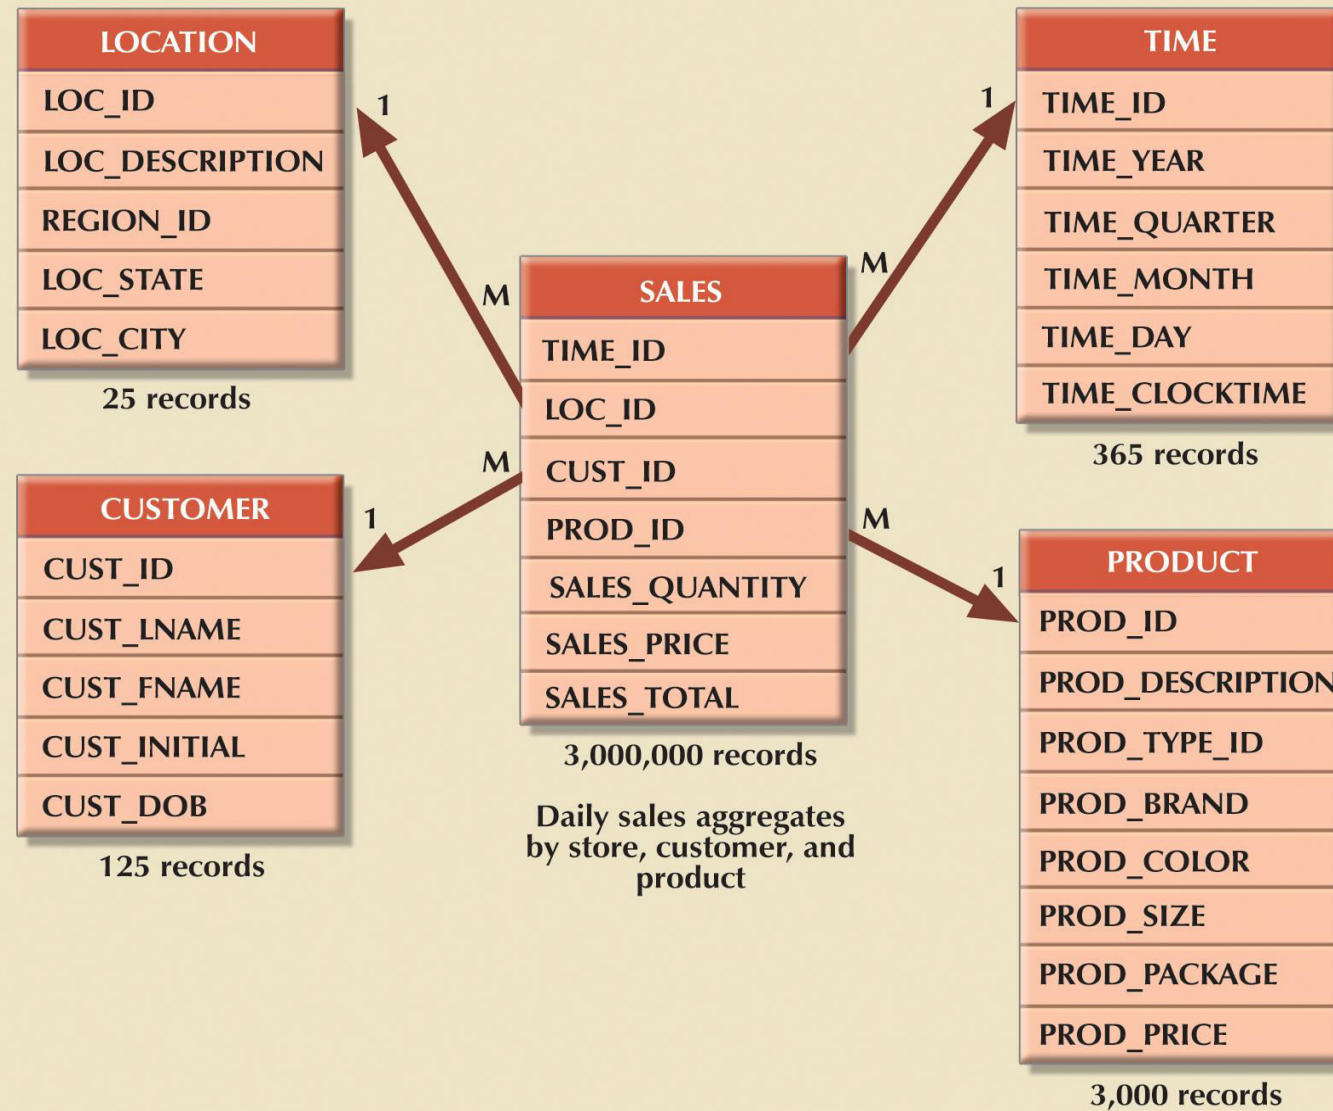 LOCATION
LOC_ID
LOC_DESCRIPTION
REGION_ID
LOC_STATE
LOC_CITY
25 records
1
M
CUSTOMER
CUST_ID
CUST_LNAME
CUST_FNAME
CUST_INITIAL
CUST_DOB
125 records
1
M
SALES
TIME_ID
LOC_ID
CUST_ID
PROD_ID
SALES_QUANTITY
SALES_PRICE
SALES_TOTAL
3,000,000 records
Daily sales aggregates
by store, customer, and
product
M
1
TIME
TIME_ID
TIME_YEAR
TIME_QUARTER
TIME_MONTH
TIME_DAY
TIME_CLOCKTIME
365 records
M
1
PRODUCT
PROD_ID
PROD_DESCRIPTION
PROD_TYPE_ID
PROD_BRAND
PROD_COLOR
PROD_SIZE
PROD_PACKAGE
PROD_PRICE
3,000 records